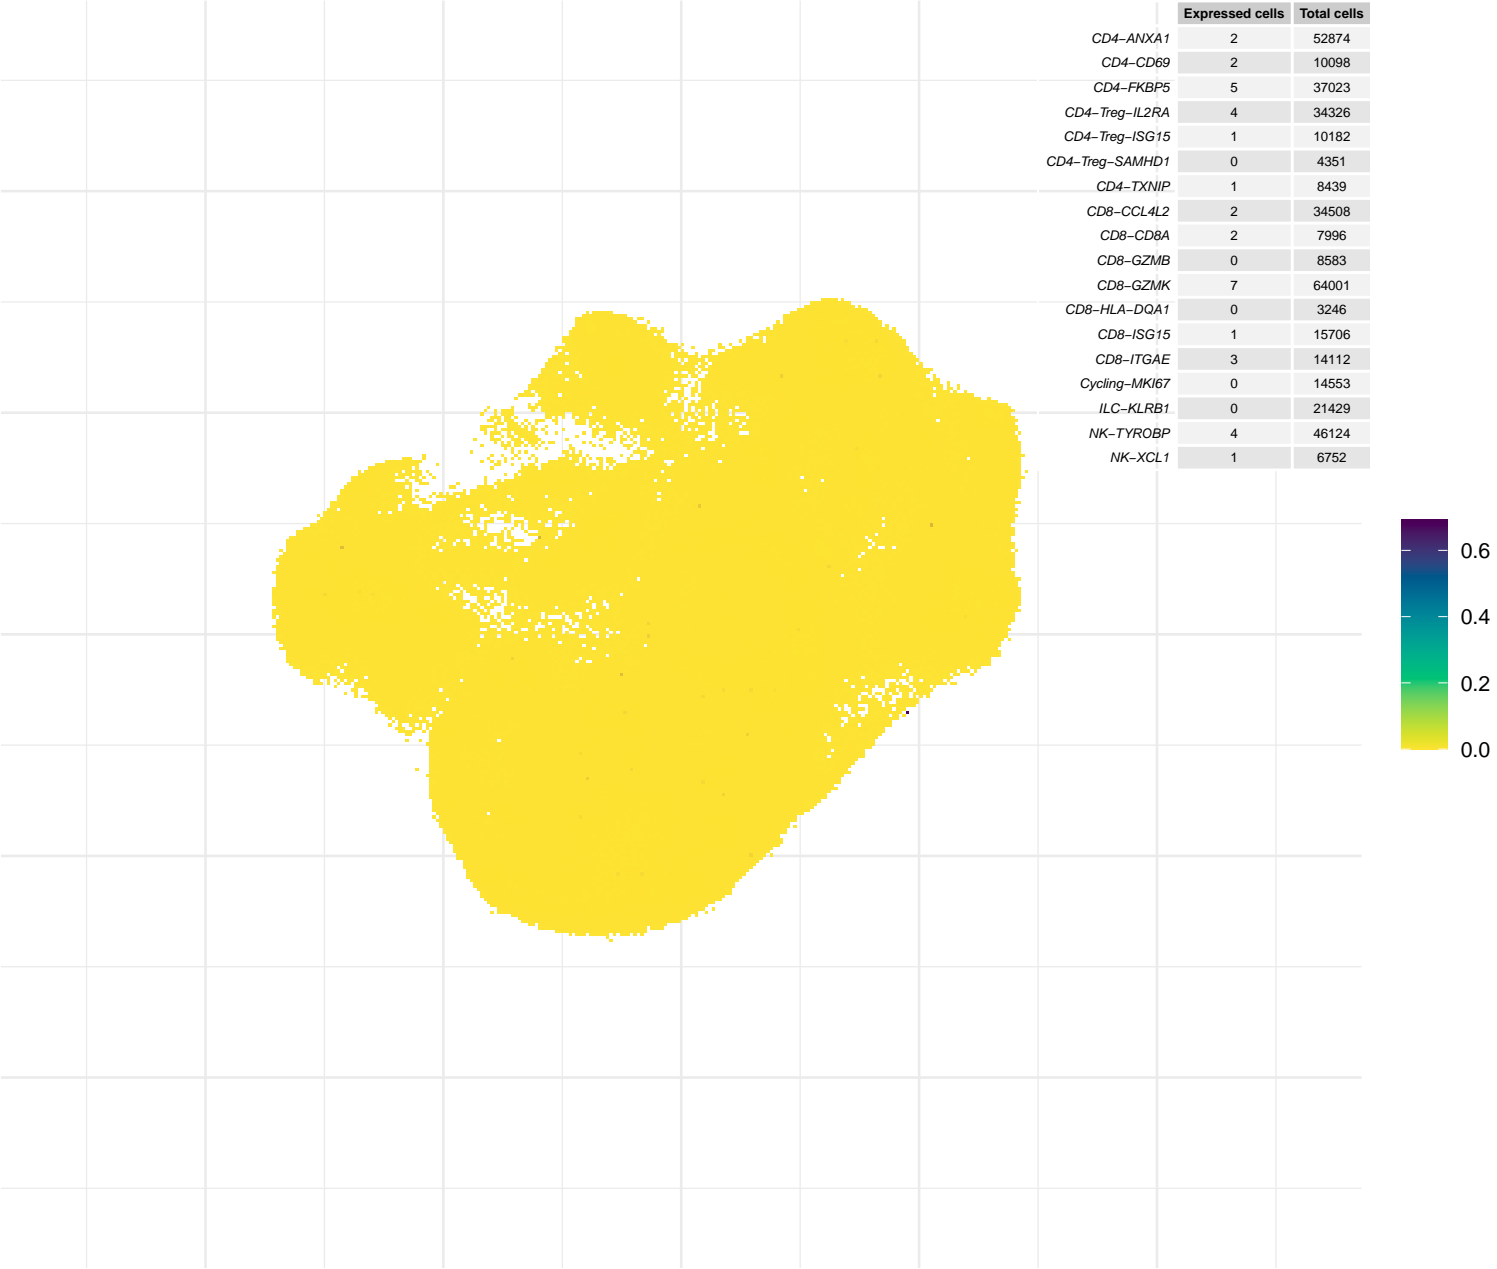 Expressed cells Total cells
CD4−ANXA1 2 52874
CD4−CD69 2 10098
CD4−FKBP5 5 37023
CD4−Treg−IL2RA 4 34326
CD4−Treg−ISG15 1 10182
CD4−Treg−SAMHD1 0 4351
CD4−TXNIP 1 8439
CD8−CCL4L2 2 34508
CD8−CD8A 2 7996
CD8−GZMB 0 8583
CD8−GZMK 7 64001
CD8−HLA−DQA1 0 3246
CD8−ISG15 1 15706
CD8−ITGAE 3 14112
Cycling−MKI67 0 14553
ILC−KLRB1 0 21429
NK−TYROBP 4 46124
NK−XCL1 1 6752
0.6
0.4
0.2
0.0